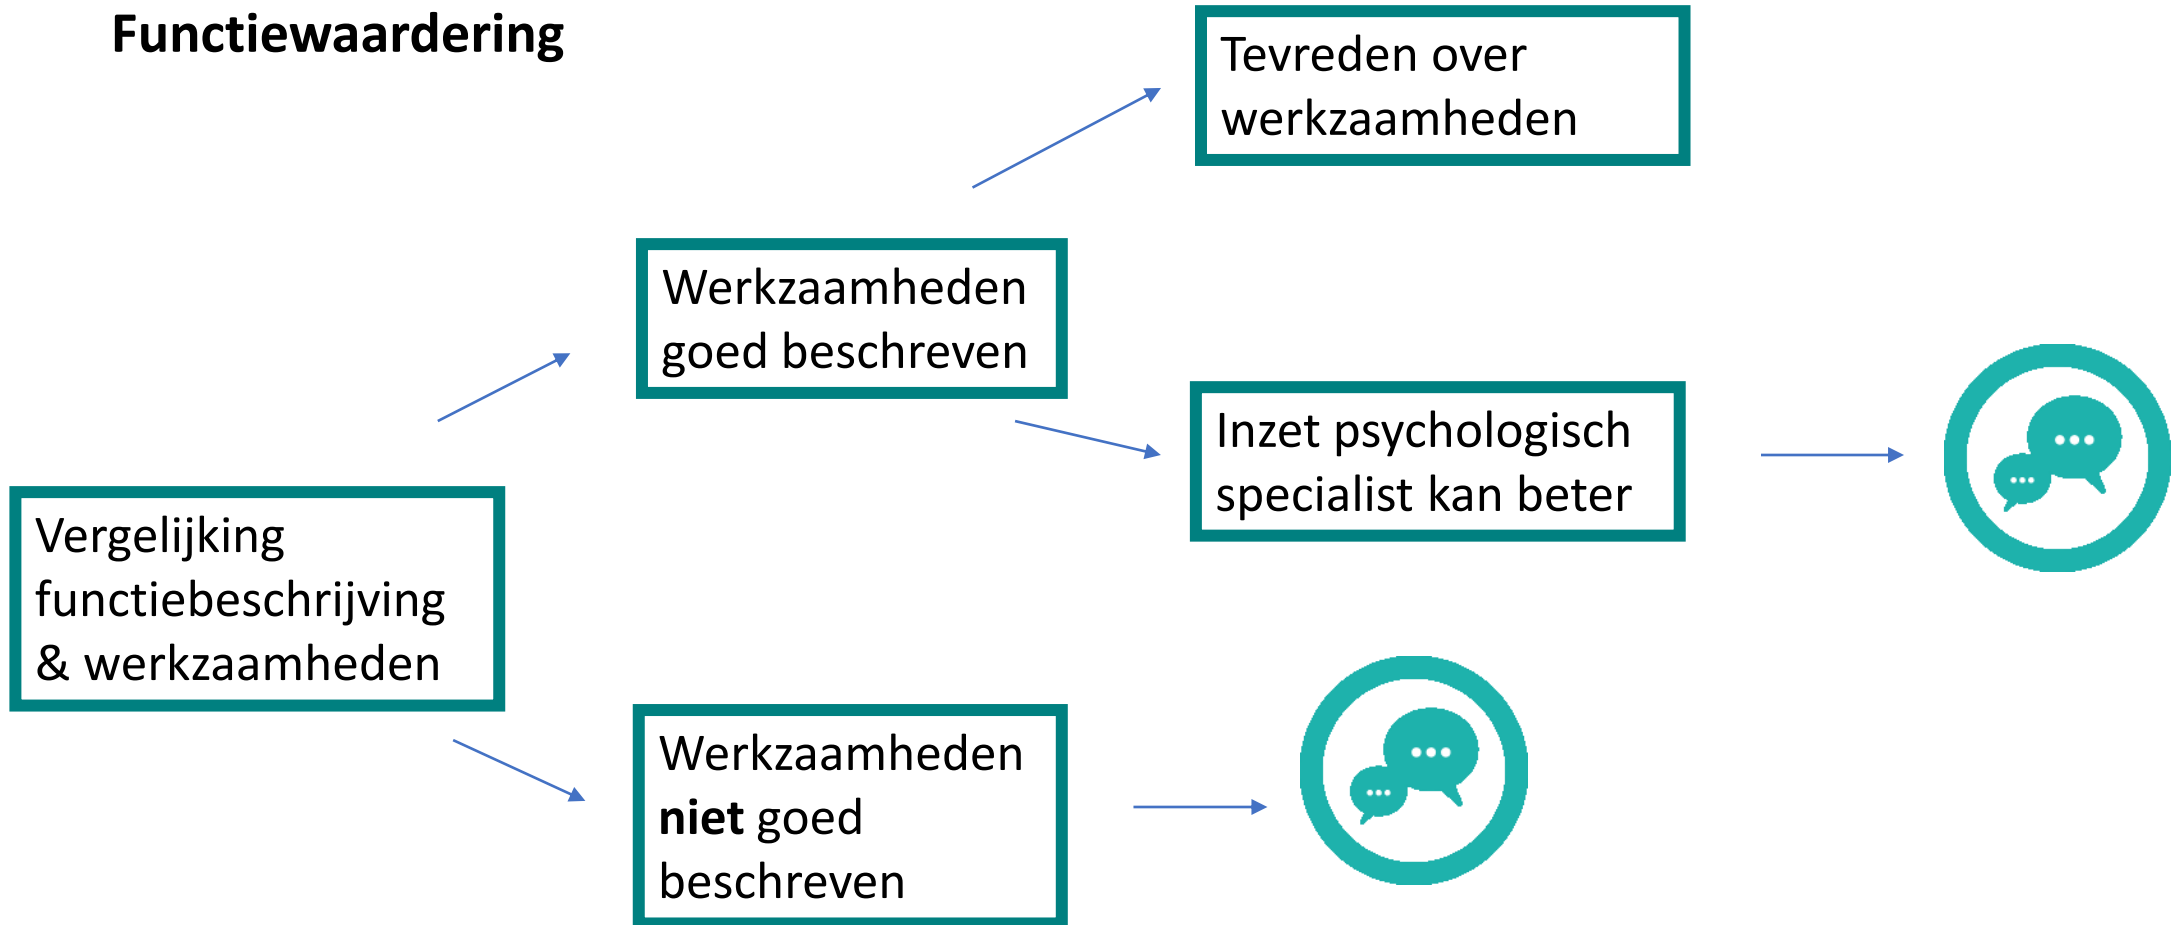 Functiewaardering
Tevreden over
werkzaamheden
Werkzaamheden
goed beschreven
Inzet psychologisch
specialist kan beter
Vergelijking
functiebeschrijving
& werkzaamheden
Werkzaamheden
niet goed
beschreven